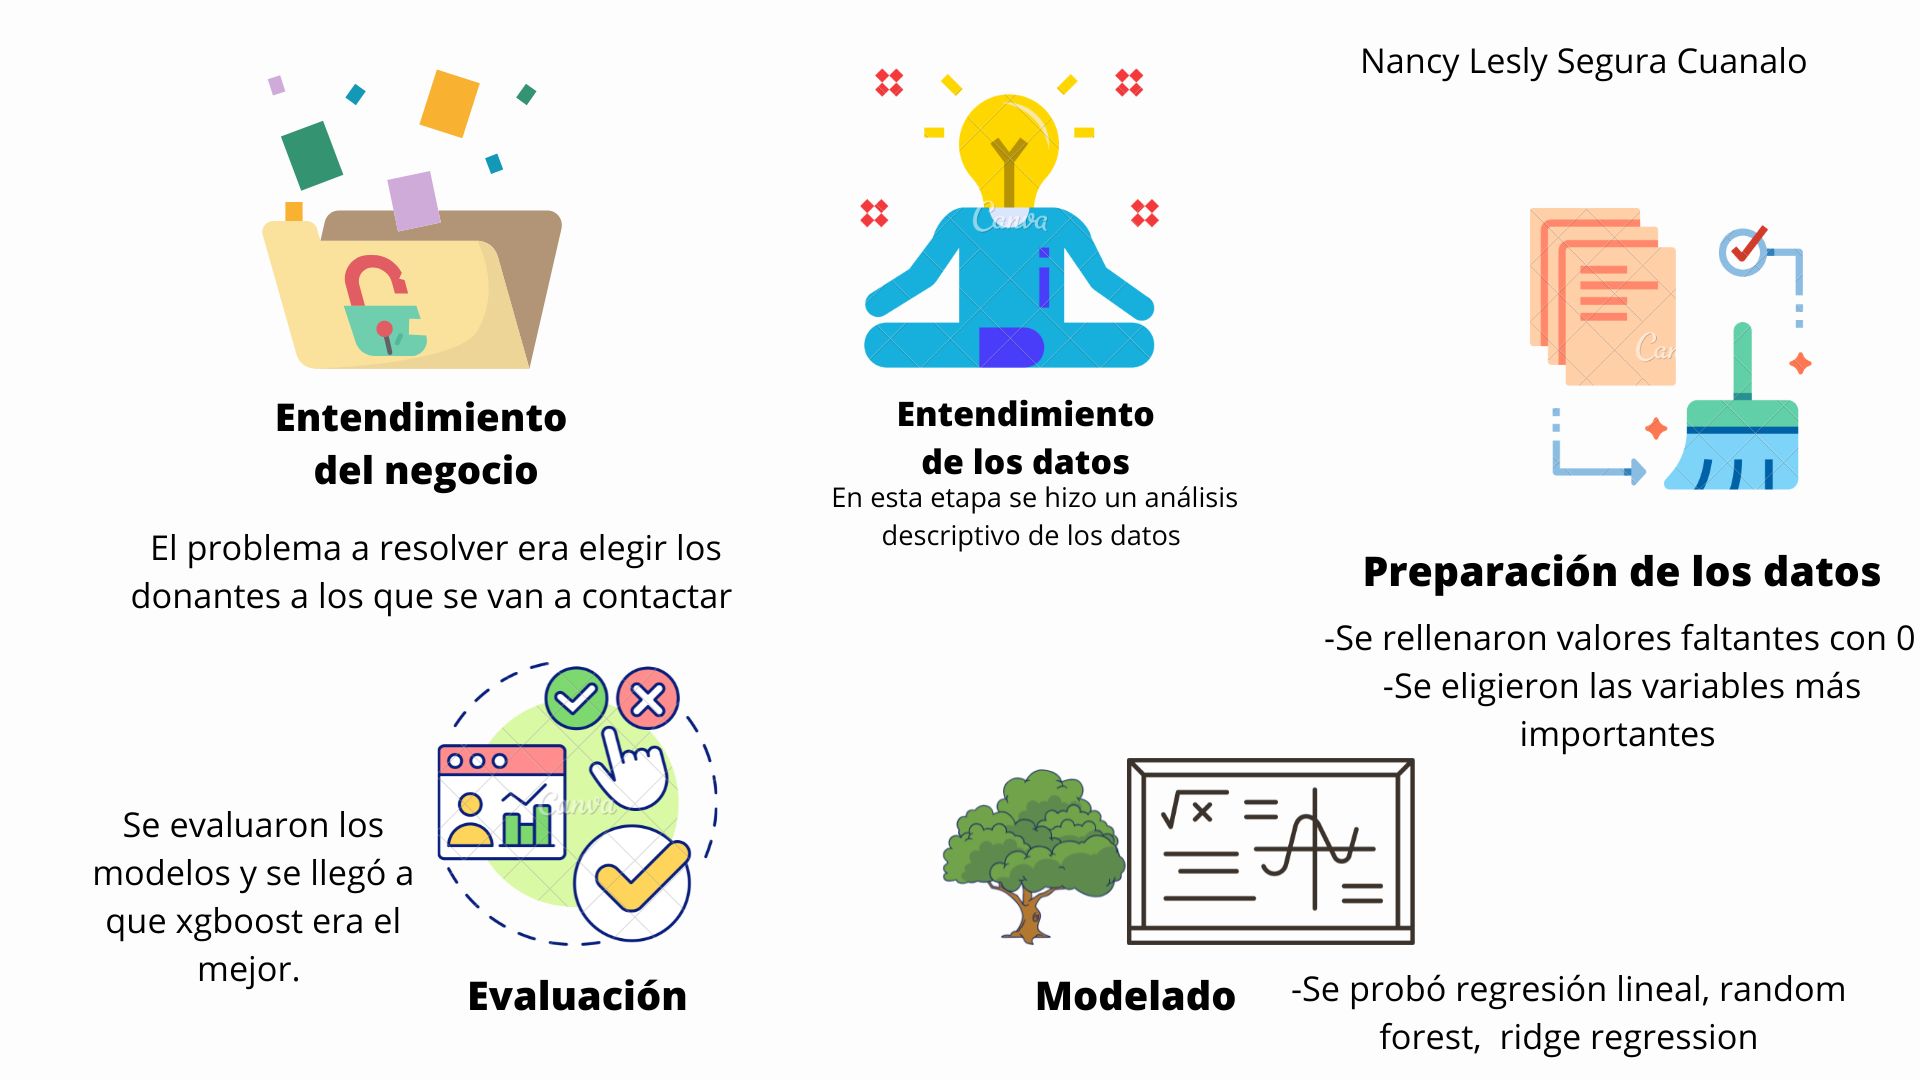 Nancy Lesly Segura Cuanalo
Entendimiento
del negocio
El problema a resolver era elegir los
donantes a los que se van a contactar
Canva
Entendimiento
de los datos
En esta etapa se hizo un análisis
descriptivo de los datos
Can
Preparación de los datos
-Se rellenaron valores faltantes con 0
-Se eligieron las variables más
importantes
-Se probó regresión lineal, random
forest, ridge regression
Modelado
Canva
Evaluación
Se evaluaron los
modelos y se llegó a
que xgboost era el
mejor.